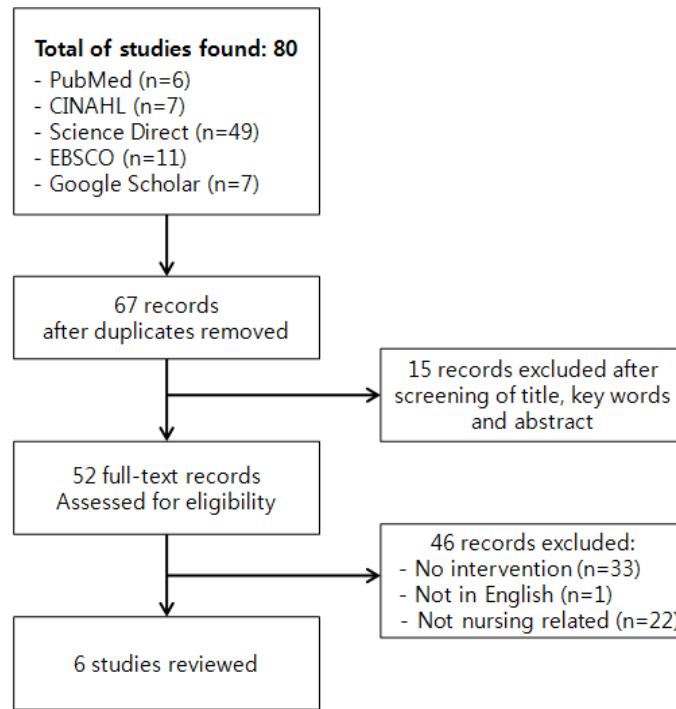 Total of studies found: 80
- PubMed (n=6)
- CINAHL (n=7)
- Science Direct (n=49)
- EBSCO (n=11)
- Google Scholar (n=7)
67 records
after duplicates removed
15 records excluded after
screening of title, key words
and abstract
52 full-text records
Assessed for eligibility
46 records excluded:
- No intervention (n=33)
- Not in English (n=1)
- Not nursing related (n=22)
6 studies reviewed